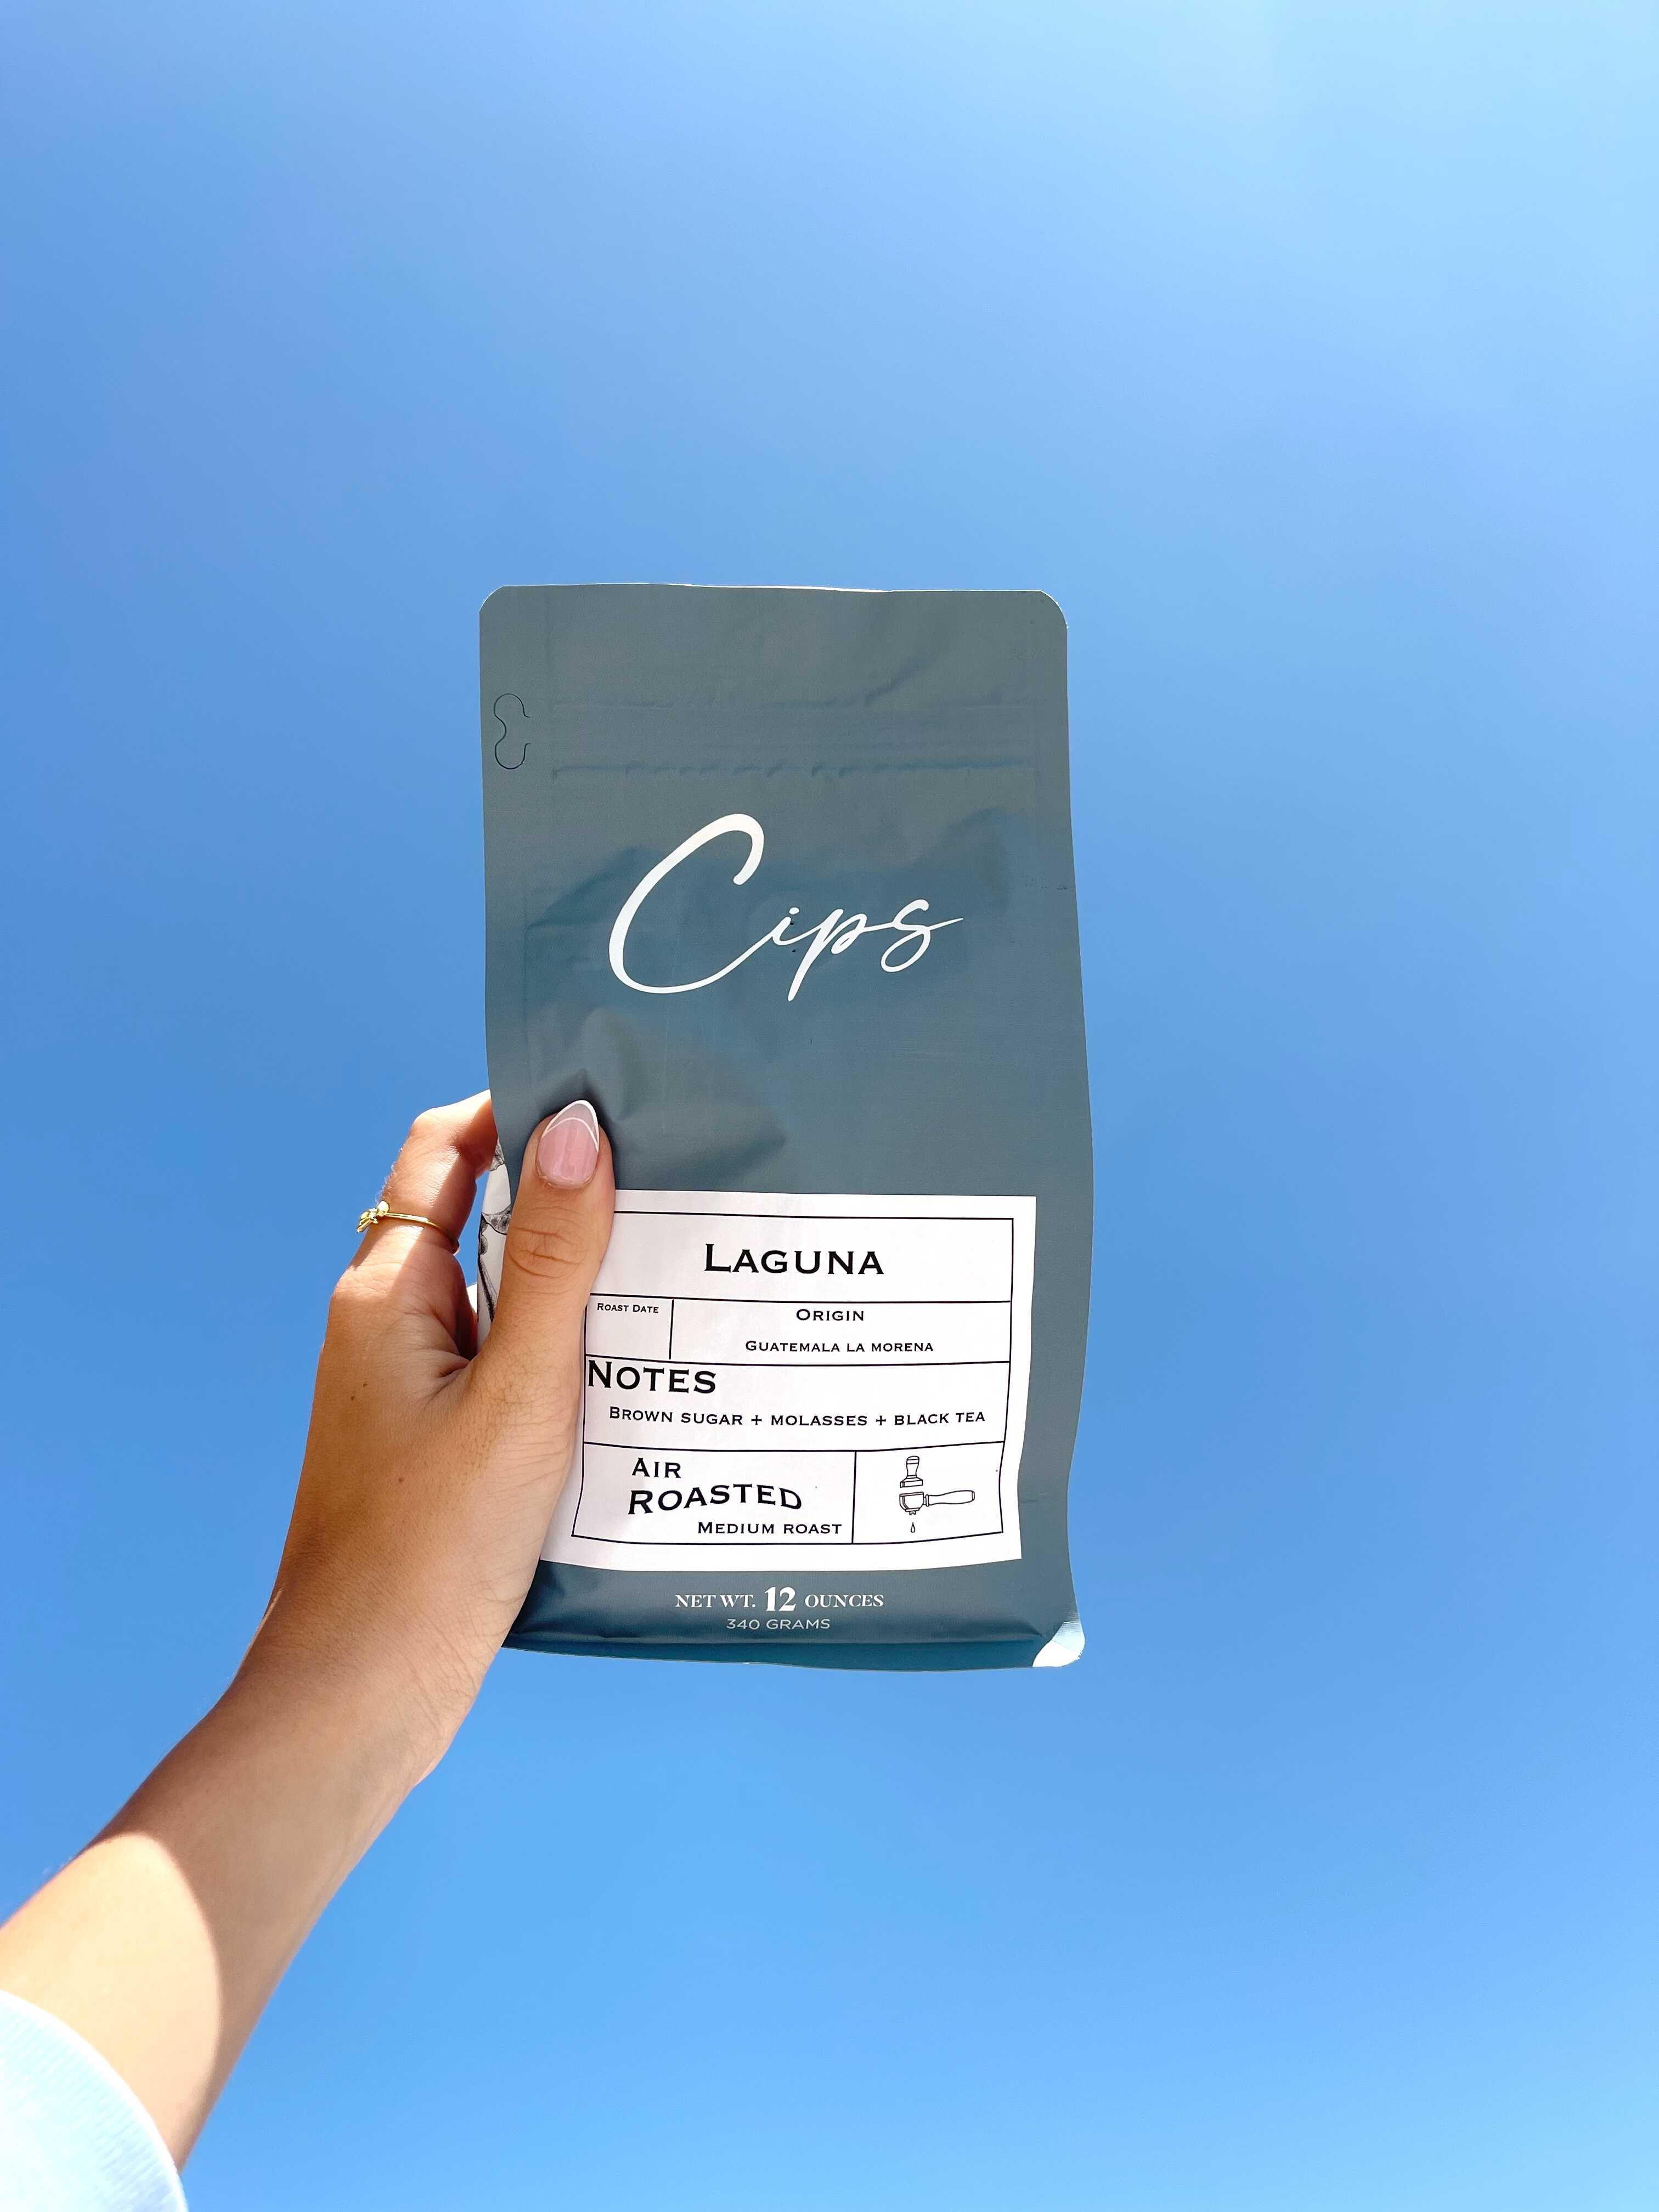 Cips
LAGUNA
ROAST DATE
ORIGIN
GUATEMALA LA MORENA
NOTES
BROWN SUGAR + MOLASSES + BLACK TEA
AIR
ROASTED
MEDIUM ROAST
NET WT. 12 OUNCES
340 GRAMS